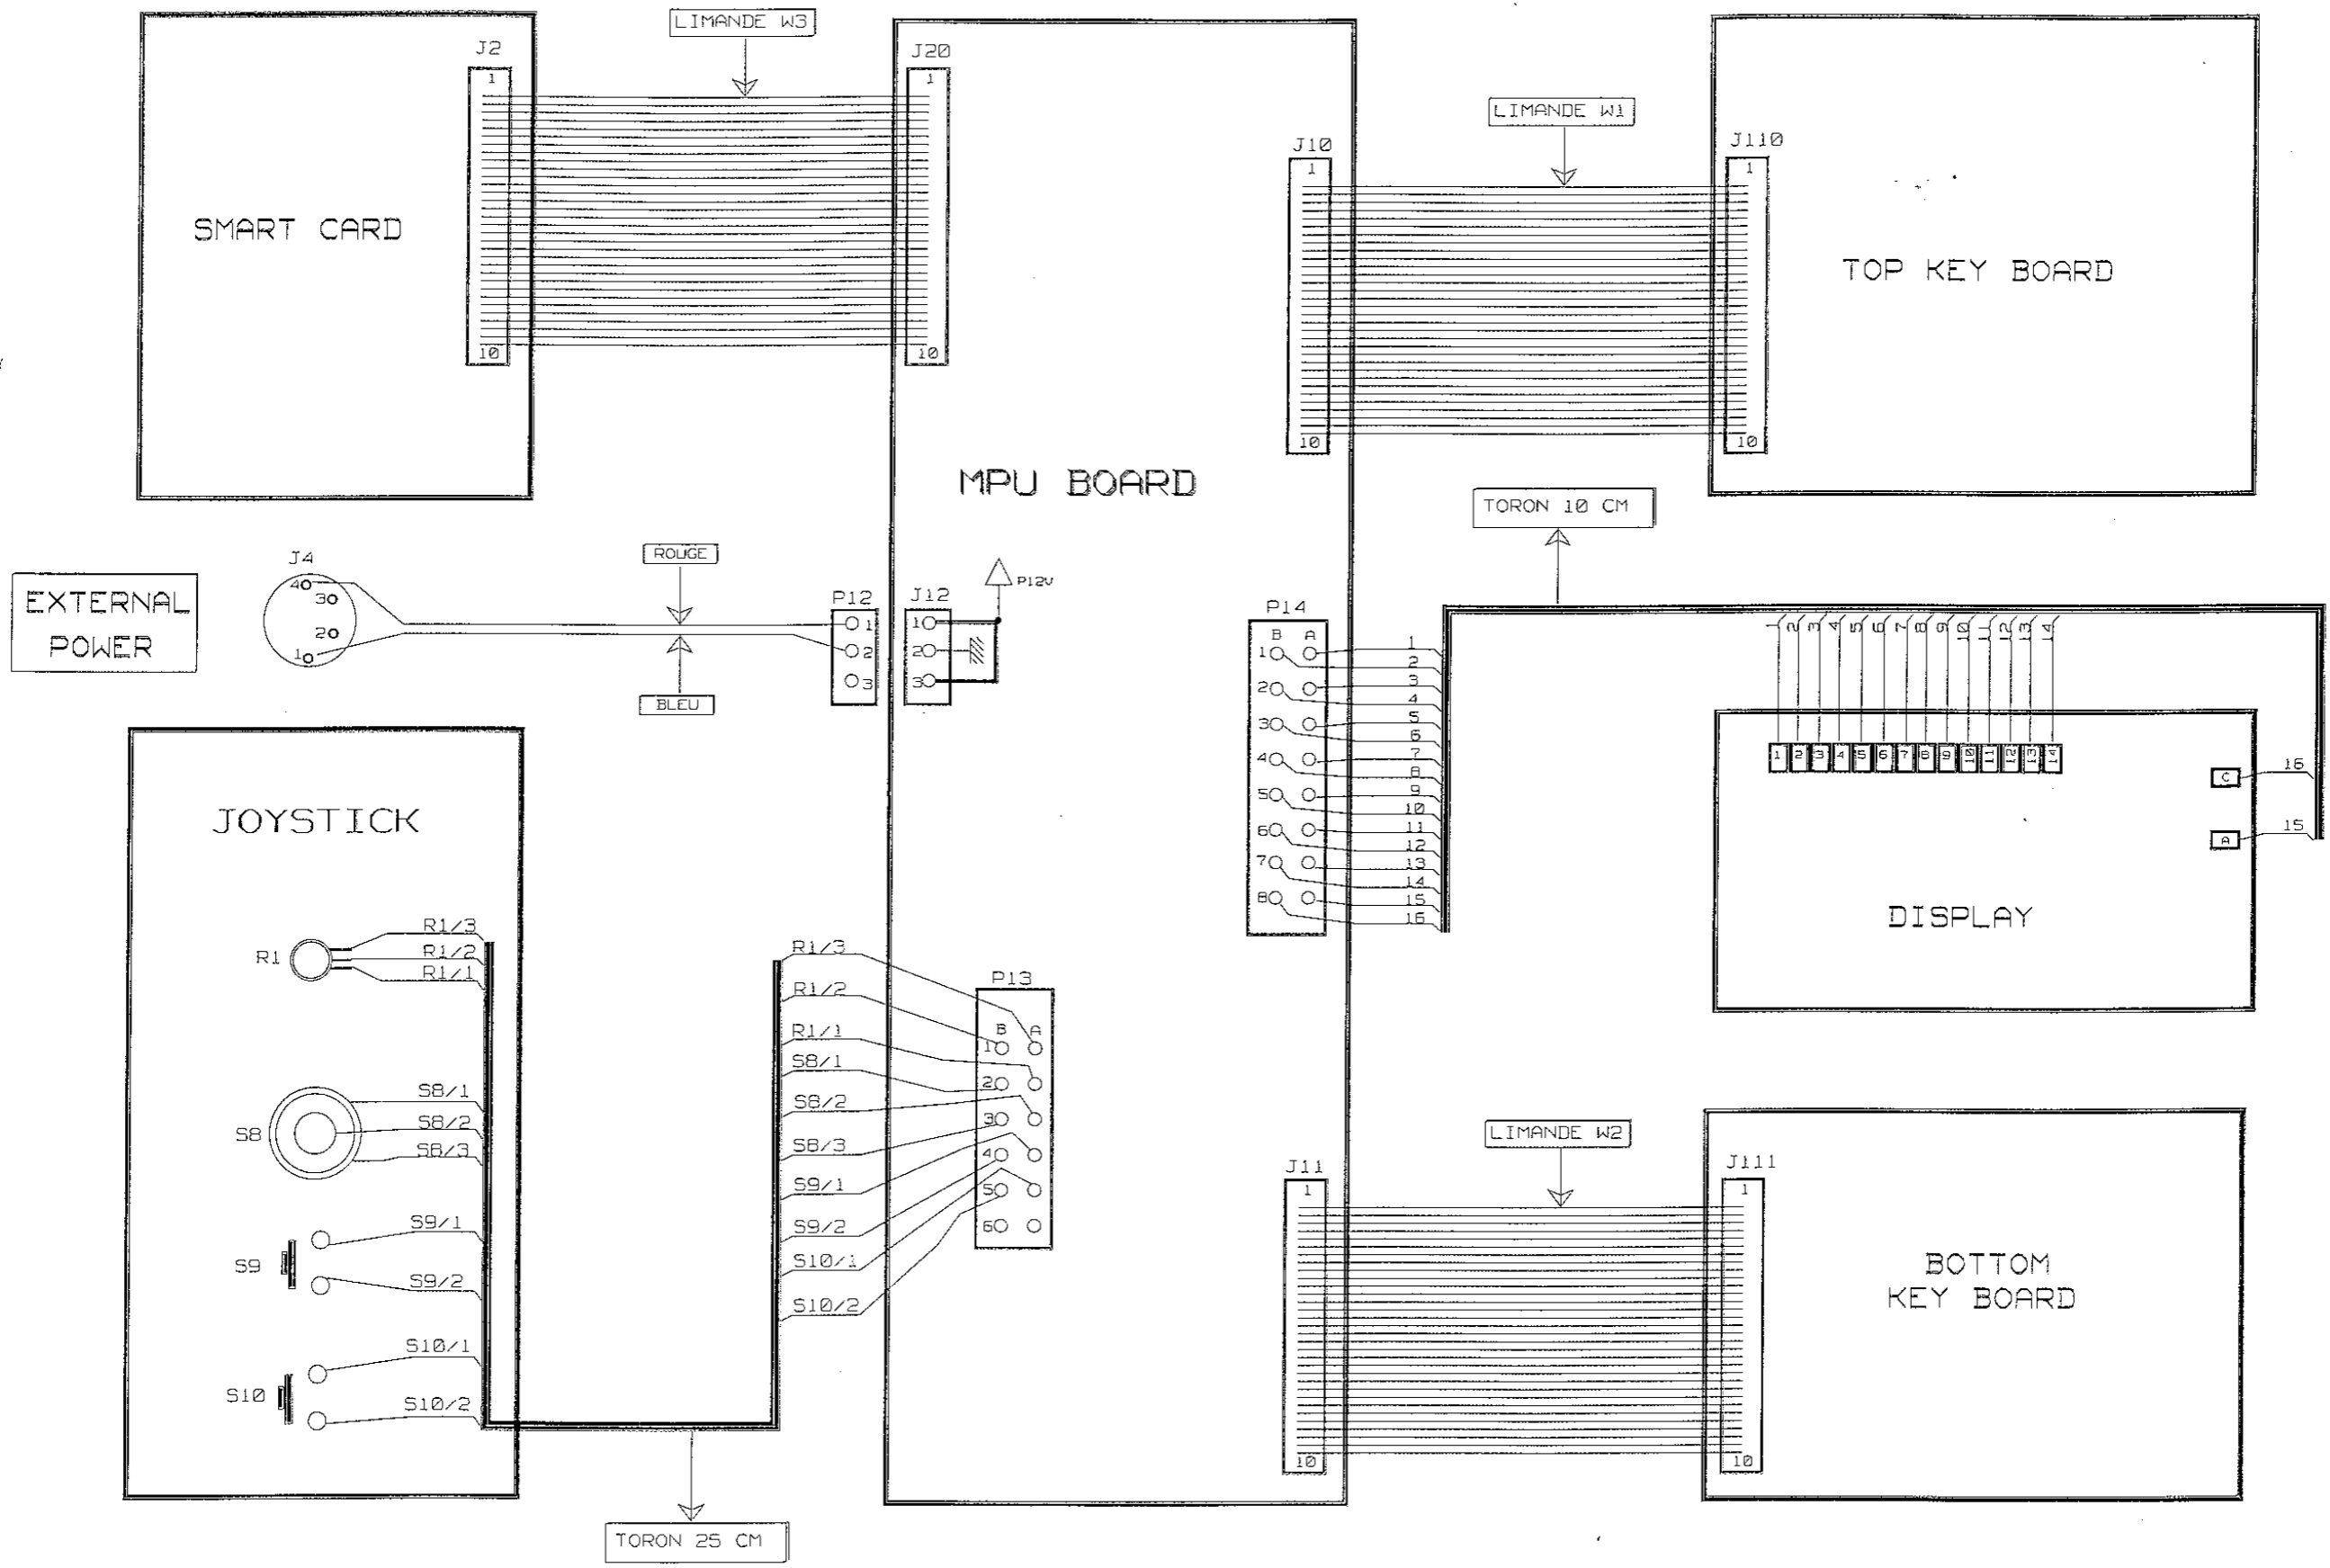 LIMANDE W3
J2
1
10
SMART CARD
J20
1
10
MPU BOARD
LIMANDE W1
J10
1
10
J110
1
10
TOP KEY BOARD
EXTERNAL
POWER
J4
4
3
2
1
ROUGE
BLEU
P12
1
2
3
J12
1
2
3
P12V
TORON 10 CM
P14
B A
1
2
3
4
5
6
7
8
1
2
3
4
5
6
7
8
9
10
11
12
13
14
15
16
1 2 3 4 5 6 7 8 9 10 11 12 13 14
1 2 3 4 5 6 7 8 9 10 11 12 13 14
C
16
A
15
DISPLAY
JOYSTICK
R1
R1/3
R1/2
R1/1
S8
S8/1
S8/2
S8/3
S9
S9/1
S9/2
S10
S10/1
S10/2
R1/3
R1/2
R1/1
S8/1
S8/2
S8/3
S9/1
S9/2
S10/1
S10/2
P13
B A
1
2
3
4
5
6
TORON 25 CM
LIMANDE W2
J11
1
10
J111
1
10
BOTTOM
KEY BOARD